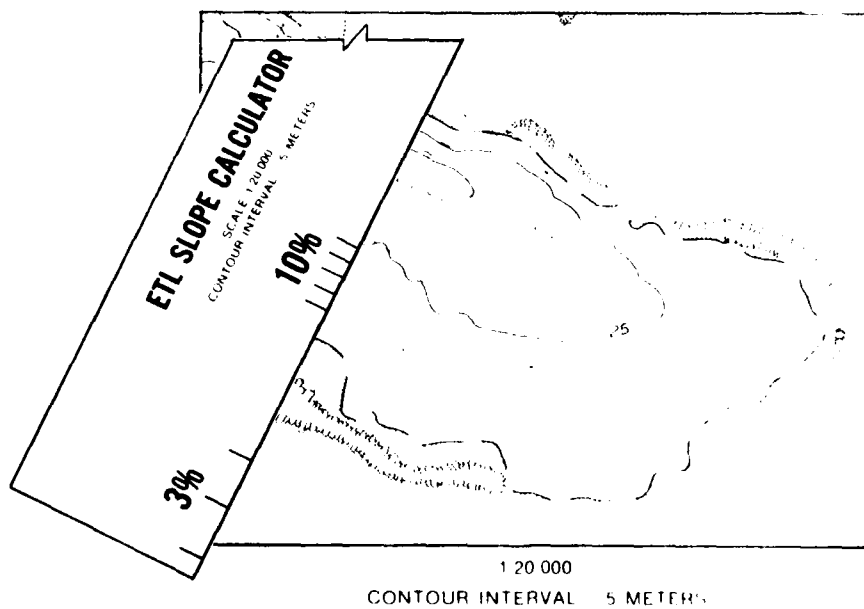 ETL SLOPE CALCULATOR
SCALE 1:20 000
CONTOUR INTERVAL 5 METERS
10%
3%
25
1 20 000
CONTOUR INTERVAL 5 METERS